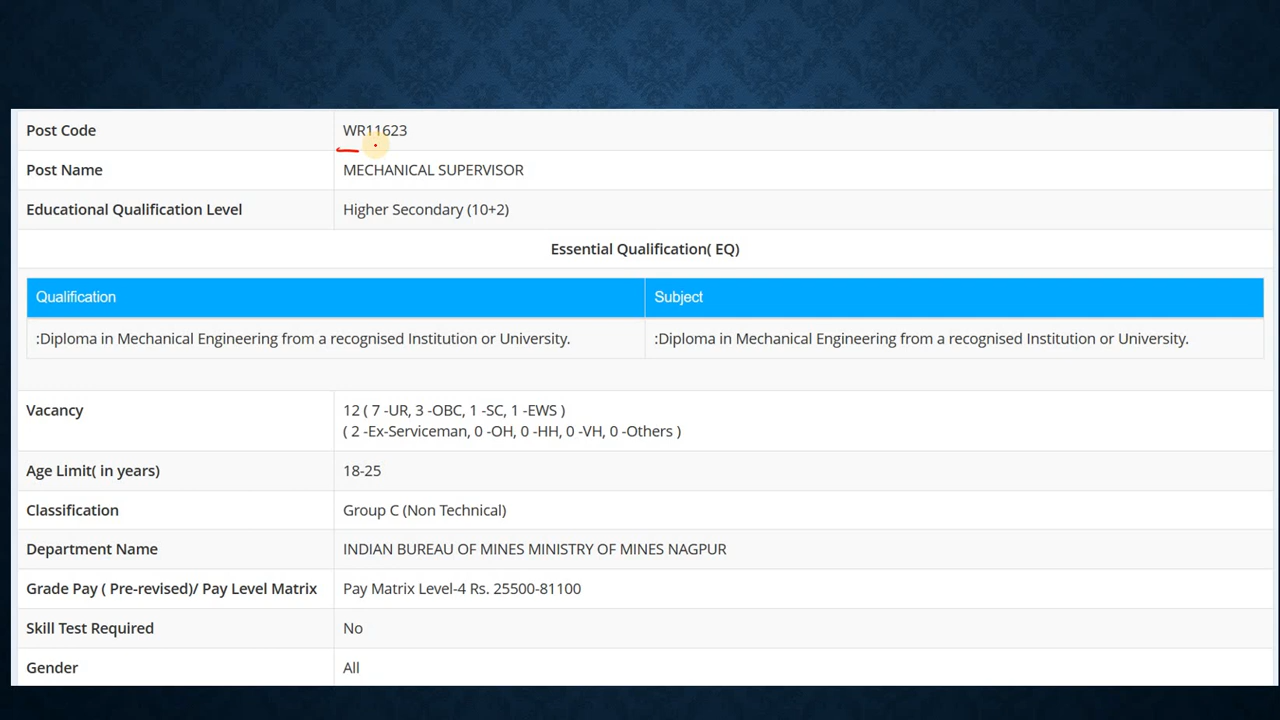 Post Code WR11623
Post Name MECHANICAL SUPERVISOR
Educational Qualification Level Higher Secondary (10+2)
Essential Qualification( EQ)
Qualification Subject
:Diploma in Mechanical Engineering from a recognised Institution or University. :Diploma in Mechanical Engineering from a recognised Institution or University.
Vacancy 12 ( 7 -UR, 3 -OBC, 1 -SC, 1 -EWS )
( 2 -Ex-Serviceman, 0 -OH, 0 -HH, 0 -VH, 0 -Others )
Age Limit( in years) 18-25
Classification Group C (Non Technical)
Department Name INDIAN BUREAU OF MINES MINISTRY OF MINES NAGPUR
Grade Pay ( Pre-revised)/ Pay Level Matrix Pay Matrix Level-4 Rs. 25500-81100
Skill Test Required No
Gender All